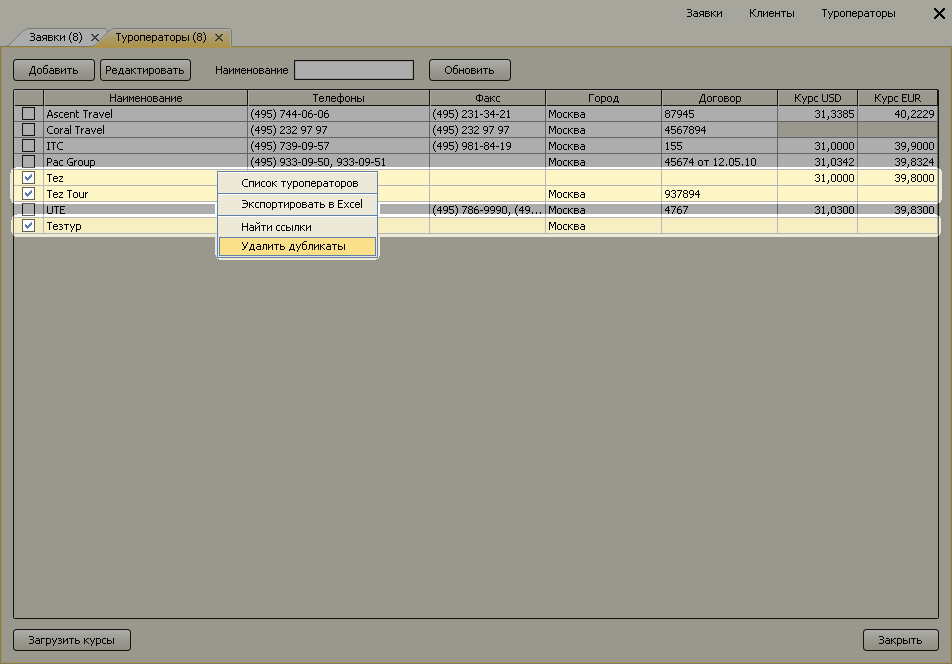 Заявки Клиенты Туроператоры
Заявки (8) Туроператоры (8)
Добавить Редактировать Наименование Обновить
Наименование Телефоны Факс Город Договор Курс USD Курс EUR
Ascent Travel (495) 744-06-06 (495) 231-34-21 Москва 87945 31,3385 40,2229
Coral Travel (495) 232 97 97 (495) 232 97 97 Москва 4567894
ITC (495) 739-09-57 (495) 981-84-19 Москва 155 31,0000 39,9000
Pac Group (495) 933-09-50, 933-09-51 Москва 45674 от 12.05.10 31,0342 39,8324
Tez 31,0000 39,8000
Список туроператоров
Tez Tour Москва 937894
Экспортировать в Excel
UTE (495) 786-9990, (49... Москва 4767 31,0300 39,8300
Найти ссылки
Тезтур Москва
Удалить дубликаты
Загрузить курсы Закрыть